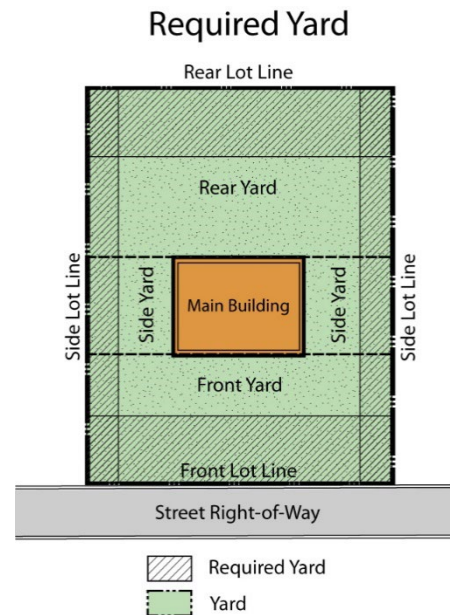 Required Yard
Rear Lot Line
Rear Yard
Side Lot Line
Side Yard
Main Building
Side Yard
Side Lot Line
Front Yard
Front Lot Line
Street Right-of-Way
Required Yard
Yard